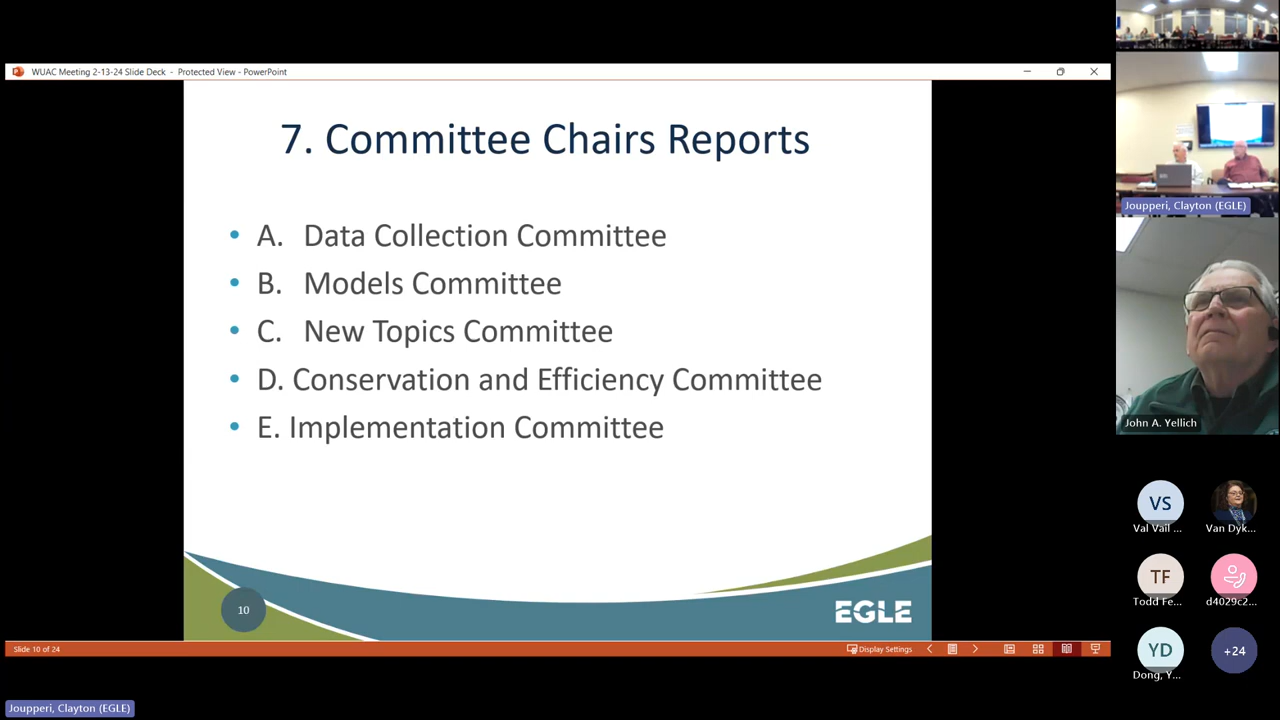 WUAC Meeting 2-13-24 Slide Deck - Protected View - PowerPoint
7. Committee Chairs Reports
• A. Data Collection Committee
• B. Models Committee
• C. New Topics Committee
• D. Conservation and Efficiency Committee
• E. Implementation Committee
10
EGLE
Slide 10 of 24
Display Settings
Joupperi, Clayton (EGLE)
Joupperi, Clayton (EGLE)
John A. Yellich
VS
Val Vail ...
Van Dyk...
TF
Todd Fe...
d4029c2...
YD
Dong, Y...
+24